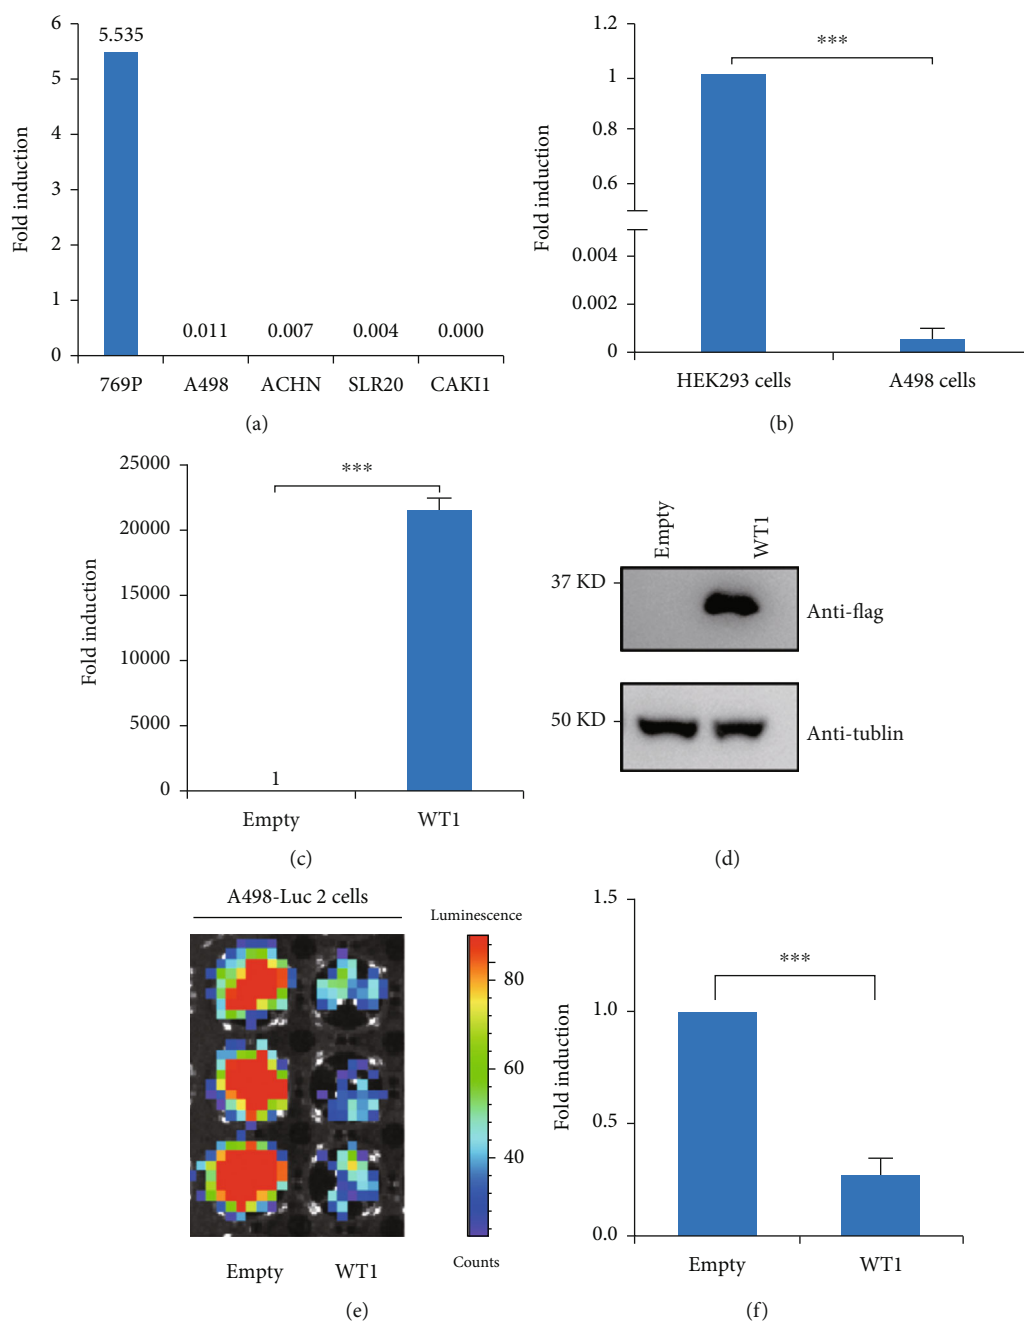 Fold induction
6
5
4
3
2
1
0
5.535
0.011
0.007
0.004
0.000
769P
A498
ACHN
SLR20
CAKI1
(a)
Fold induction
1.2
1
0.8
0.6
0.004
0.002
0
***
HEK293 cells
A498 cells
(b)
Fold induction
25000
20000
15000
10000
5000
0
***
1
Empty
WT1
(c)
Empty
WT1
37 KD
Anti-flag
50 KD
Anti-tublin
(d)
A498-Luc 2 cells
Luminescence
80
60
40
Counts
Empty
WT1
(e)
Fold induction
1.5
1.0
0.5
0.0
***
Empty
WT1
(f)